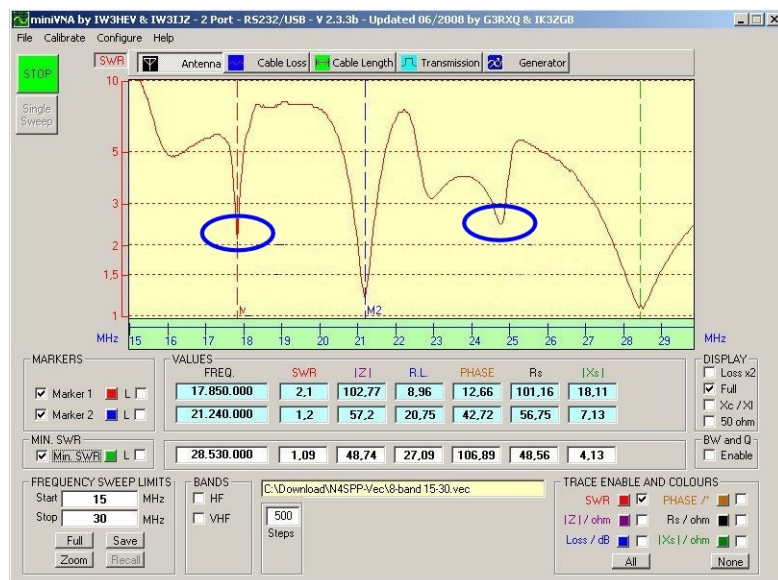 miniVNA by IW3HEV & IW3IJZ - 2 Port - RS232/USB - V 2.3.3b - Updated 06/2008 by G3RXQ & IK3ZGB
File Calibrate Configure Help
STOP
Single Sweep
SWR Antenna Cable Loss Cable Length Transmission Generator
10
5
3
2
1,5
1
M M2
MHz 15 16 17 18 19 20 21 22 23 24 25 26 27 28 29 MHz
MARKERS
Marker 1 L
Marker 2 L
VALUES
FREQ. SWR |Z| R.L. PHASE Rs |Xs|
17.850.000 2,1 102,77 8,96 12,66 101,16 18,11
21.240.000 1,2 57,2 20,75 42,72 56,75 7,13
DISPLAY
Loss x2
Full
Xc / Xl
50 ohm
MIN. SWR
Min. SWR L
28.530.000 1,09 48,74 27,09 106,89 48,56 4,13
BW and Q
Enable
FREQUENCY SWEEP LIMITS
Start 15 MHz
Stop 30 MHz
Full Save
Zoom Recall
BANDS
HF
VHF
C:\Download\N4SPP-Vec\8-band 15-30.vec
500
Steps
TRACE ENABLE AND COLOURS
SWR PHASE /°
|Z| / ohm Rs / ohm
Loss / dB |Xs| / ohm
All None